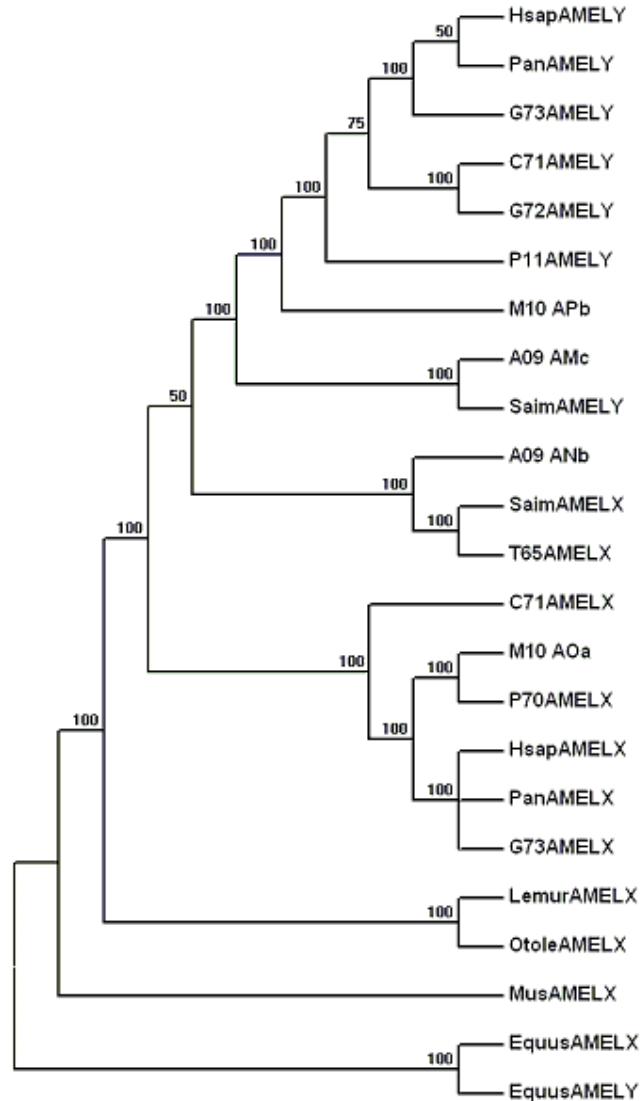 HsapAMELY
50
PanAMELY
100
G73AMELY
75
C71AMELY
100
G72AMELY
100
P11AMELY
100
M10 APb
100
A09 AMc
100
SaimAMELY
50
A09 ANb
100
SaimAMELX
100
T65AMELX
100
C71AMELX
100
M10 AOa
100
P70AMELX
100
HsapAMELX
100
PanAMELX
G73AMELX
100
LemurAMELX
100
OtoleAMELX
MusAMELX
EquusAMELX
100
EquusAMELY